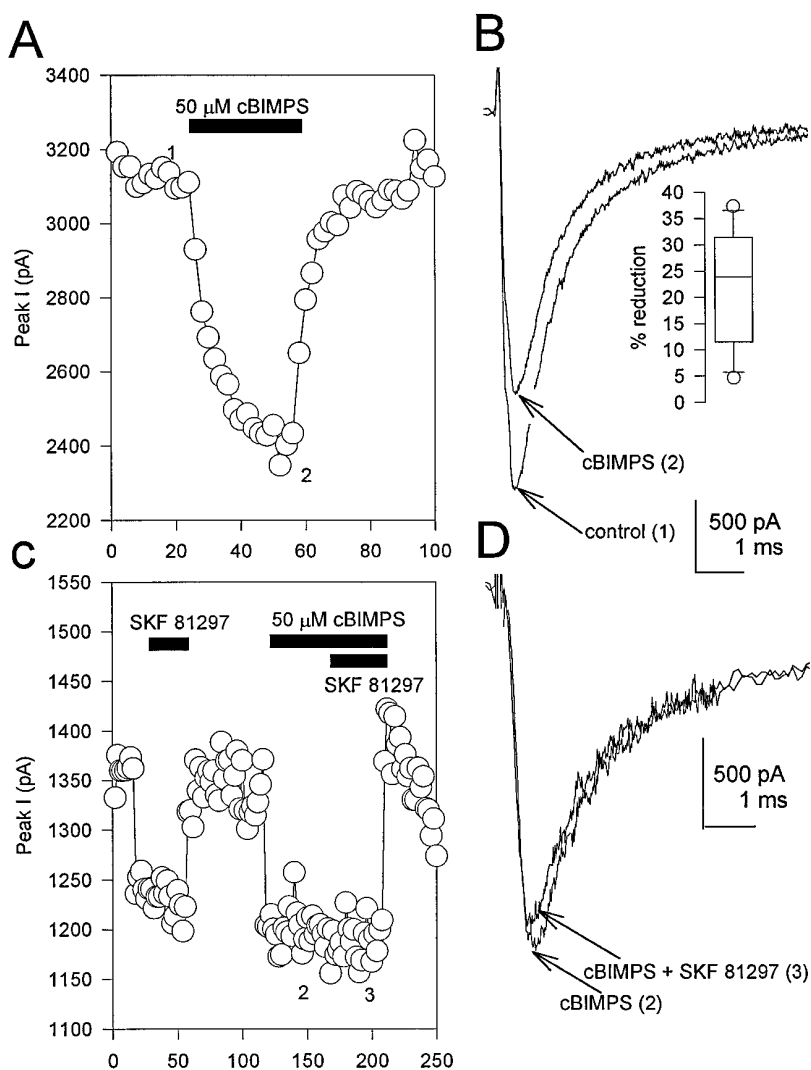 A
3400
3200
3000
2800
2600
2400
2200
Peak I (pA)
50 µM cBIMPS
1
2
0 20 40 60 80 100
B
40
35
30
25
20
15
10
5
0
% reduction
cBIMPS (2)
control (1)
500 pA
1 ms
C
1550
1500
1450
1400
1350
1300
1250
1200
1150
1100
Peak I (pA)
SKF 81297
50 µM cBIMPS
SKF 81297
2
3
0 50 100 150 200 250
D
500 pA
1 ms
cBIMPS + SKF 81297 (3)
cBIMPS (2)